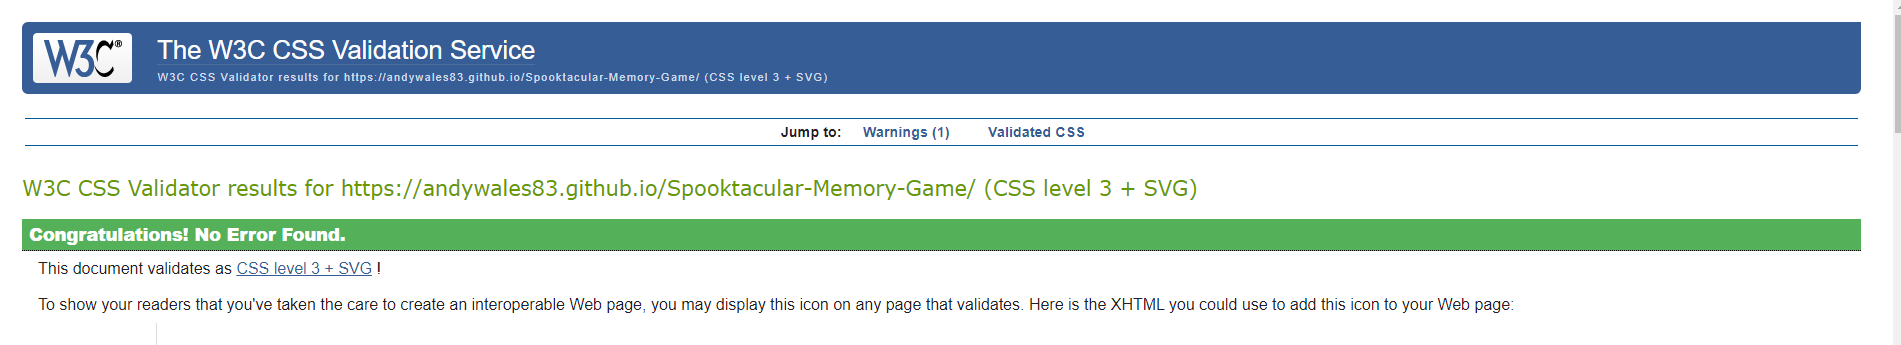 W3C®
The W3C CSS Validation Service
W3C CSS Validator results for https://andywales83.github.io/Spooktacular-Memory-Game/ (CSS level 3 + SVG)
Jump to: Warnings (1) Validated CSS
W3C CSS Validator results for https://andywales83.github.io/Spooktacular-Memory-Game/ (CSS level 3 + SVG)
Congratulations! No Error Found.
This document validates as CSS level 3 + SVG !
To show your readers that you've taken the care to create an interoperable Web page, you may display this icon on any page that validates. Here is the XHTML you could use to add this icon to your Web page: